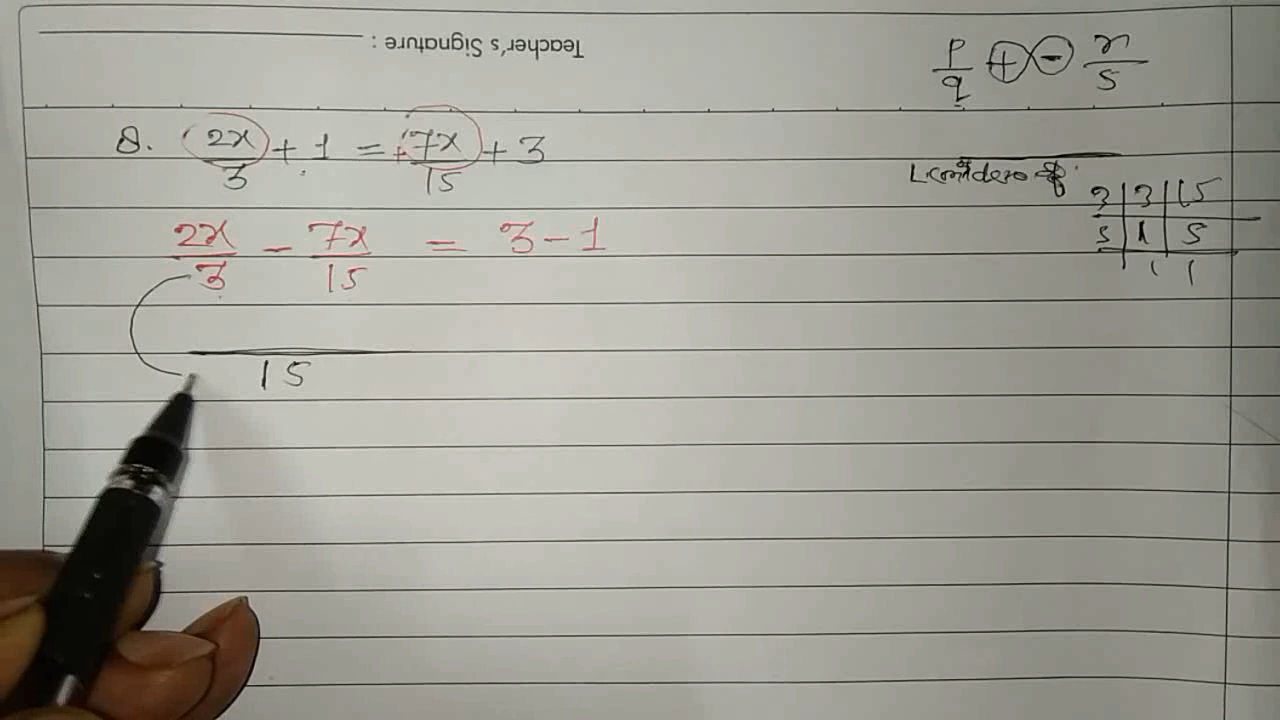 Teacher's Signature :
p/q + - r/s
8. 2x/3 + 1 = +7x/15 + 3
2x/3 - 7x/15 = 3 - 1
15
3 | 3 | 15
5 | 1 | 5
1 | 1